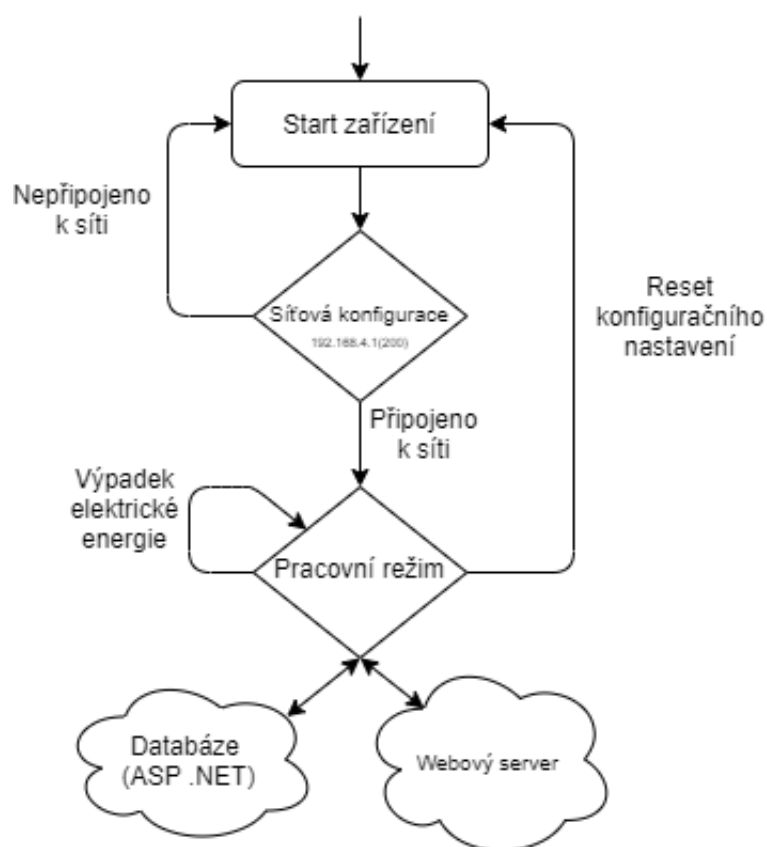 Start zařízení
Nepřipojeno
k síti
Síťová konfigurace
192.168.4.1(200)
Reset
konfiguračního
nastavení
Připojeno
k síti
Výpadek
elektrické
energie
Pracovní režim
Databáze
(ASP .NET)
Webový server